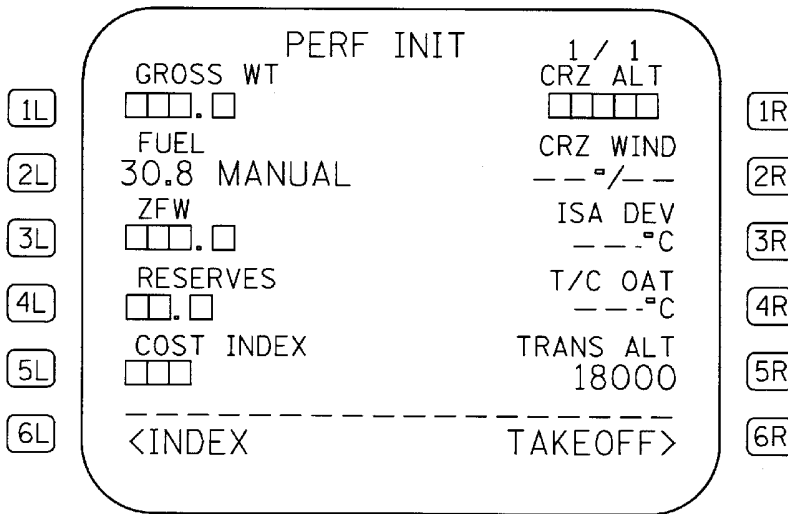 PERF INIT 1 / 1
GROSS WT CRZ ALT
1L □□□.□ □□□□□ 1R
FUEL CRZ WIND
2L 30.8 MANUAL ---°/-- 2R
ZFW ISA DEV
3L □□□.□ ---°C 3R
RESERVES T/C OAT
4L □□.□ ---°C 4R
COST INDEX TRANS ALT
5L □□□ 18000 5R
6L <INDEX TAKEOFF> 6R